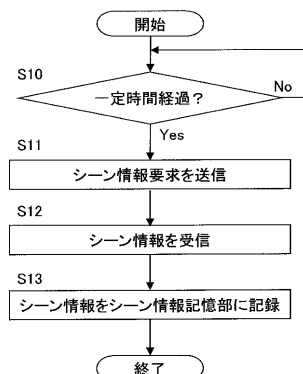 開始
S10
一定時間経過？
No
Yes
S11
シーン情報要求を送信
S12
シーン情報を受信
S13
シーン情報をシーン情報記憶部に記録
終了